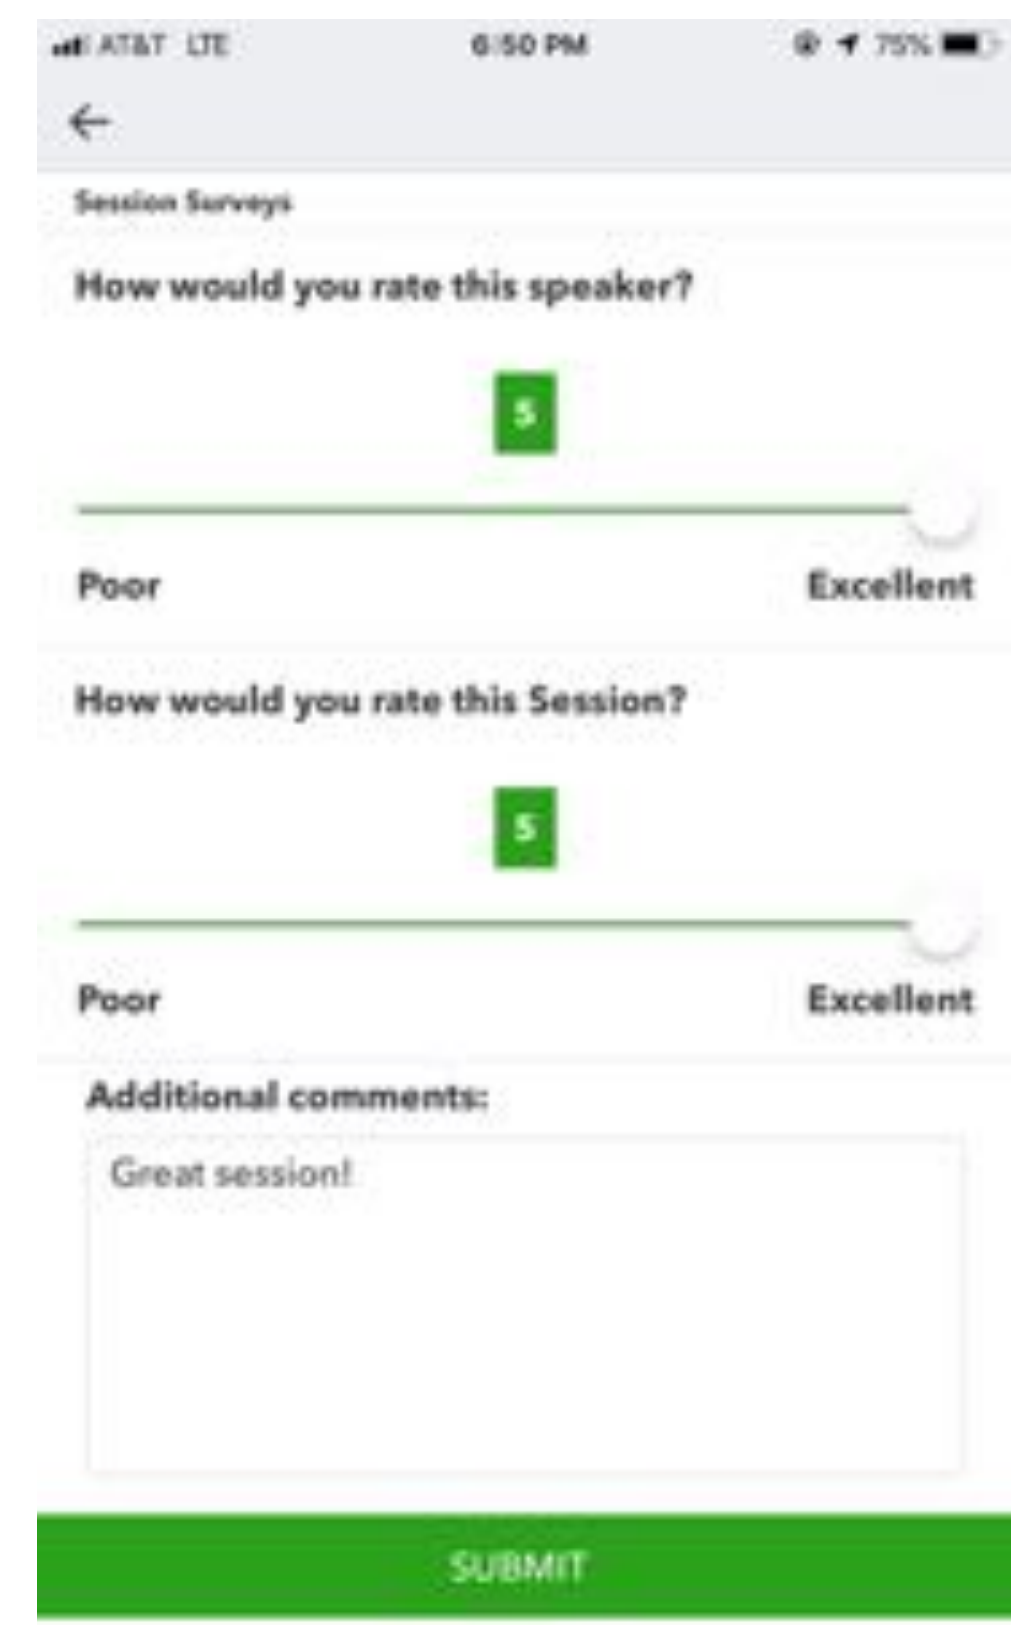 AT&T LTE 6:50 PM 75%
Session Surveys
How would you rate this speaker?
5
Poor Excellent
How would you rate this Session?
5
Poor Excellent
Additional comments:
Great session!
SUBMIT